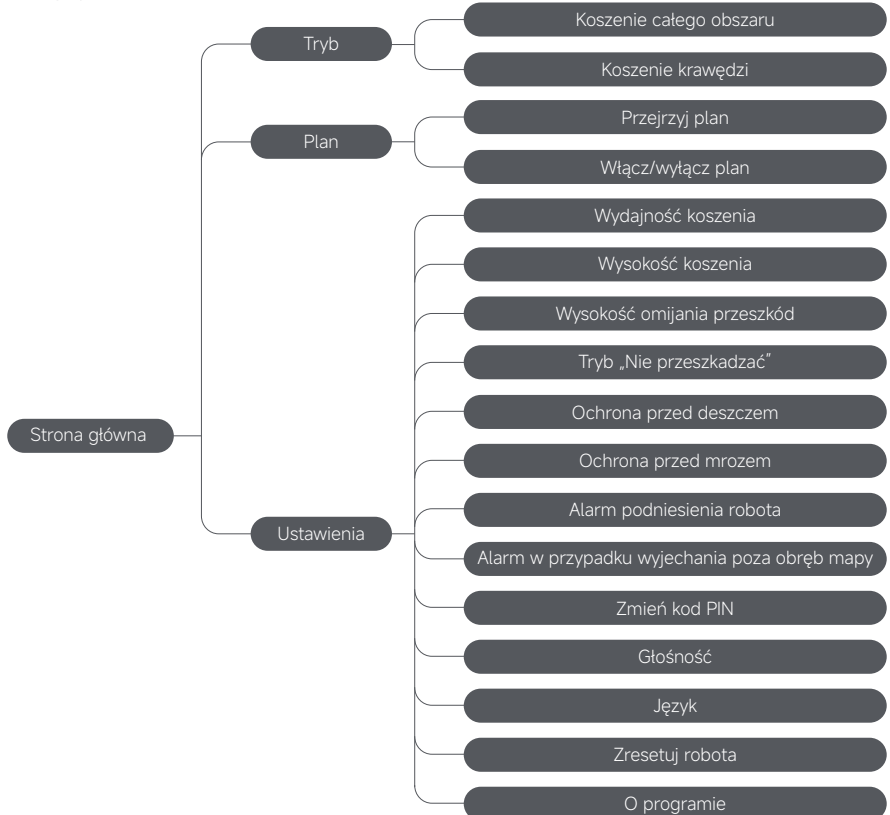 Tryb
Koszenie całego obszaru
Koszenie krawędzi
Plan
Przejrzyj plan
Włącz/wyłącz plan
Strona główna
Ustawienia
Wydajność koszenia
Wysokość koszenia
Wysokość omijania przeszkód
Tryb „Nie przeszkadzać”
Ochrona przed deszczem
Ochrona przed mrozem
Alarm podniesienia robota
Alarm w przypadku wyjechania poza obręb mapy
Zmień kod PIN
Głośność
Język
Zresetuj robota
O programie